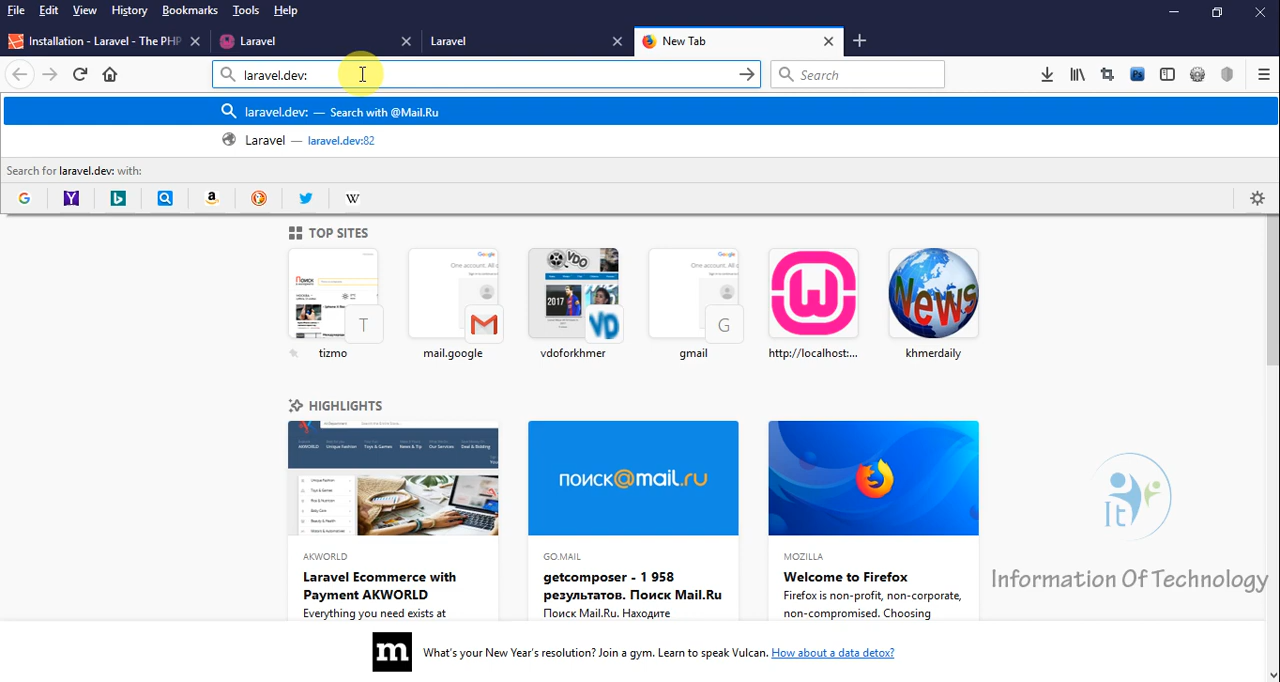 File Edit View History Bookmarks Tools Help
Installation - Laravel - The PHP
Laravel
Laravel
New Tab
laravel.dev:
Search
laravel.dev: — Search with @Mail.Ru
Laravel — laravel.dev:82
Search for laravel.dev: with:
TOP SITES
T
VDO
2017
VD
G
News
tizmo
mail.google
vdoforkhmer
gmail
http://localhost:...
khmerdaily
HIGHLIGHTS
поиск@mail.ru
AKWORLD
Laravel Ecommerce with
Payment AKWORLD
Everything you need exists at
GO.MAIL
getcomposer - 1 958
результатов. Поиск Mail.Ru
Поиск Mail.Ru. Находите
MOZILLA
Welcome to Firefox
Firefox is non-profit, non-corporate,
non-compromised. Choosing
It
Information Of Technology
m
What's your New Year's resolution? Join a gym. Learn to speak Vulcan. How about a data detox?